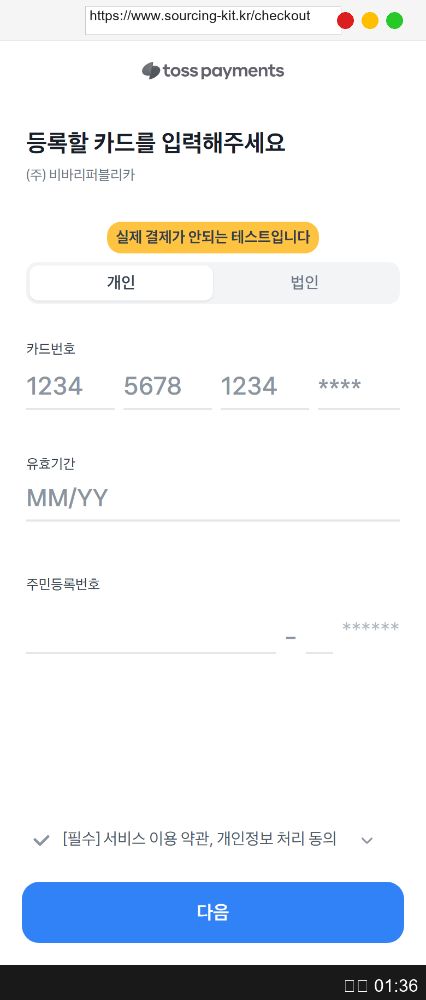 https://www.sourcing-kit.kr/checkout
toss payments
등록할 카드를 입력해주세요
(주) 비바리퍼블리카
실제 결제가 안되는 테스트입니다
개인 법인
카드번호
1234 5678 1234 ****
유효기간
MM/YY
주민등록번호
- ******
[필수] 서비스 이용 약관, 개인정보 처리 동의
다음
01:36